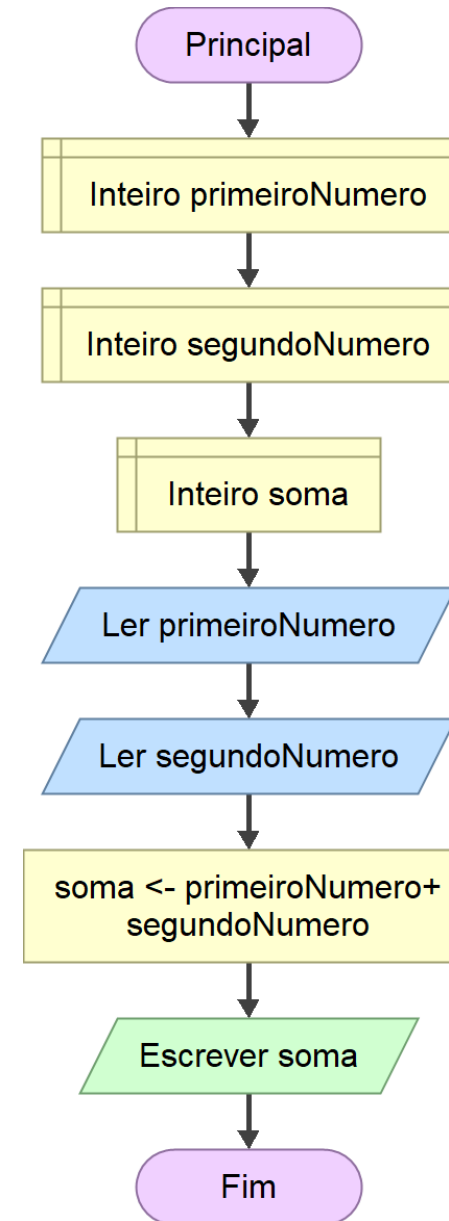 Principal
Inteiro primeiroNumero
Inteiro segundoNumero
Inteiro soma
Ler primeiroNumero
Ler segundoNumero
soma <- primeiroNumero+
segundoNumero
Escrever soma
Fim